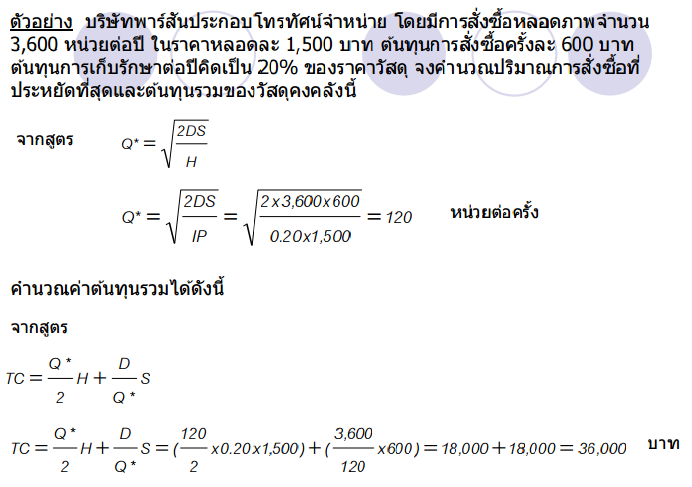 ตัวอย่าง บริษัทพาร์สันประกอบโทรทัศน์จำหน่าย โดยมีการสั่งซื้อหลอดภาพจำนวน
3,600 หน่วยต่อปี ในราคาหลอดละ 1,500 บาท ต้นทุนการสั่งซื้อครั้งละ 600 บาท
ต้นทุนการเก็บรักษาต่อปีคิดเป็น 20% ของราคาวัสดุ จงคำนวณปริมาณการสั่งซื้อที่
ประหยัดที่สุดและต้นทุนรวมของวัสดุคงคลังนี้
จากสูตร Q* = √(2DS / H)
Q* = √(2DS / IP) = √(2x3,600x600 / 0.20x1,500) = 120 หน่วยต่อครั้ง
คำนวณค่าต้นทุนรวมได้ดังนี้
จากสูตร
TC = Q* / 2 H + D / Q* S
TC = Q* / 2 H + D / Q* S = (120 / 2 x0.20x1,500) + (3,600 / 120 x600) = 18,000 + 18,000 = 36,000 บาท